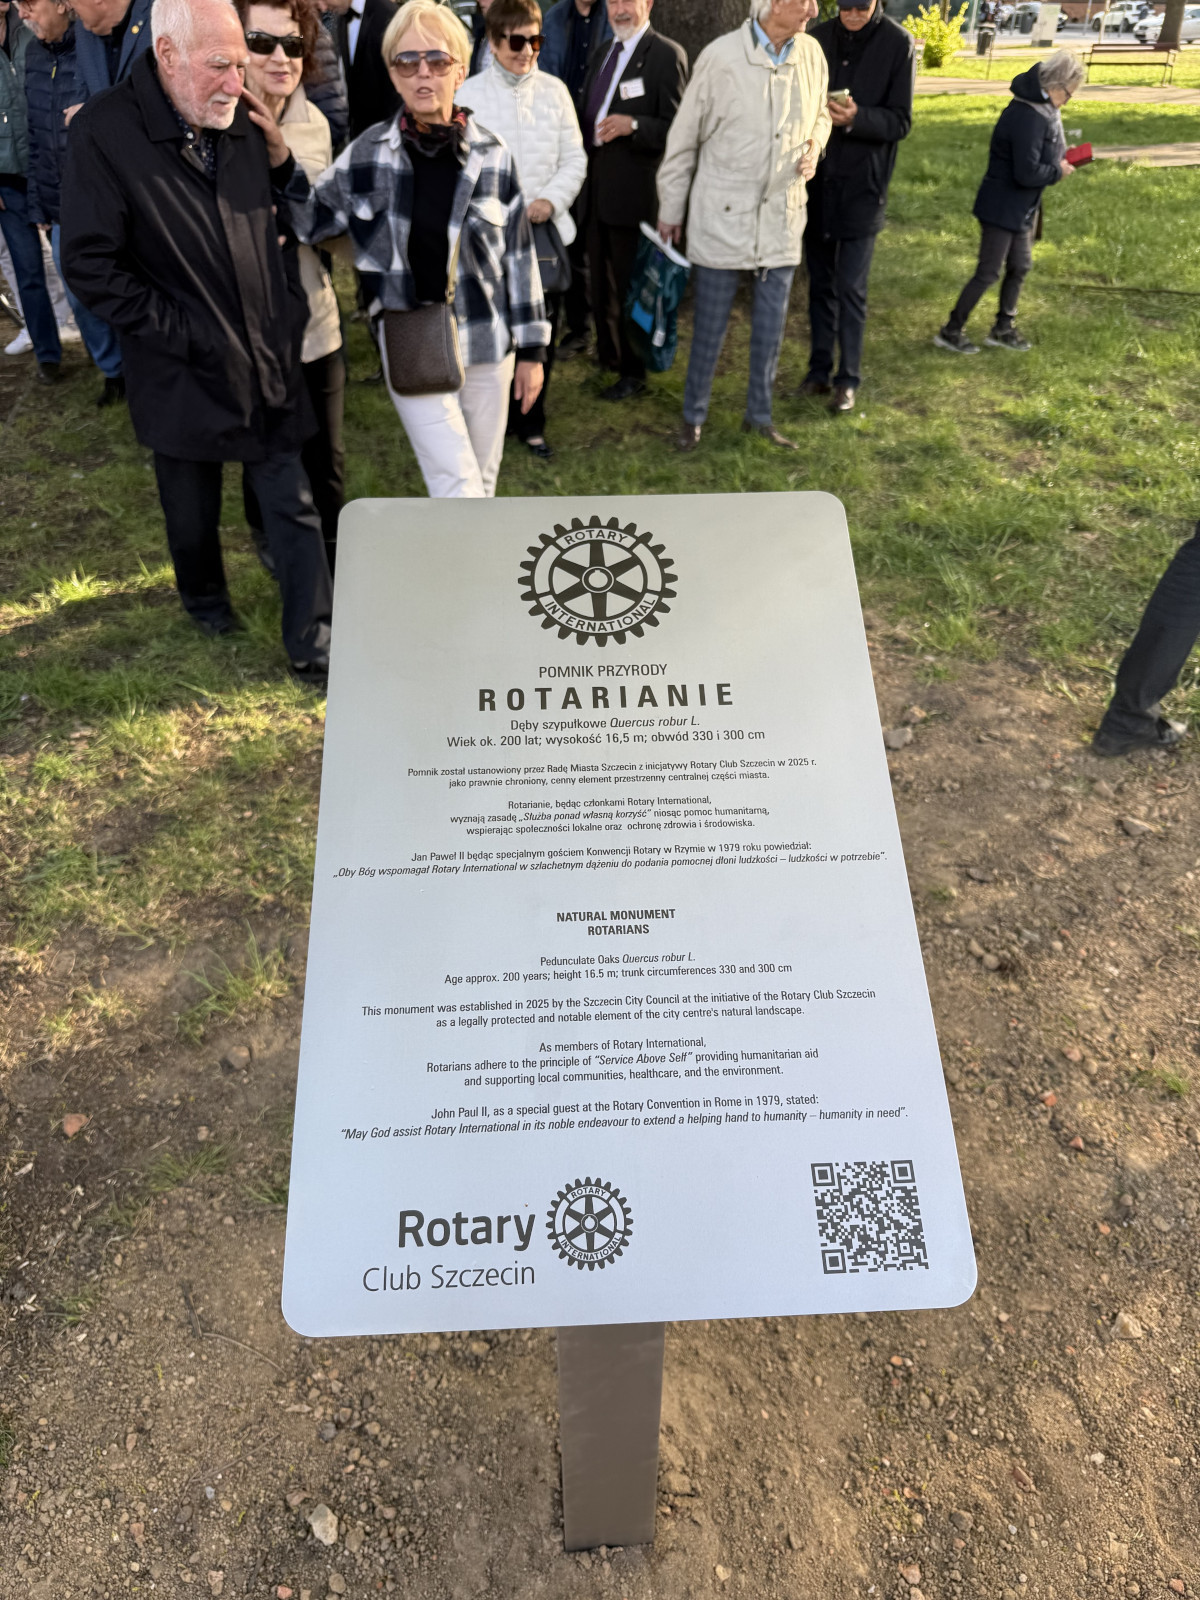 ROTARY
INTERNATIONAL
POMNIK PRZYRODY
ROTARIANIE
Dęby szypułkowe Quercus robur L.
Wiek ok. 200 lat; wysokość 16,5 m; obwód 330 i 300 cm
Pomnik został ustanowiony przez Radę Miasta Szczecin z inicjatywy Rotary Club Szczecin w 2025 r.
jako prawnie chroniony, cenny element przestrzenny centralnej części miasta.
Rotarianie, będąc członkami Rotary International,
wyznają zasadę „Służba ponad własną korzyść” niosąc pomoc humanitarną,
wspierając społeczności lokalne oraz ochronę zdrowia i środowiska.
Jan Paweł II będąc specjalnym gościem Konwencji Rotary w Rzymie w 1979 roku powiedział:
„Oby Bóg wspomagał Rotary International w szlachetnym dążeniu do podania pomocnej dłoni ludzkości – ludzkości w potrzebie”.
NATURAL MONUMENT
ROTARIANS
Pedunculate Oaks Quercus robur L.
Age approx. 200 years; height 16.5 m; trunk circumferences 330 and 300 cm
This monument was established in 2025 by the Szczecin City Council at the initiative of the Rotary Club Szczecin
as a legally protected and notable element of the city centre's natural landscape.
As members of Rotary International,
Rotarians adhere to the principle of “Service Above Self” providing humanitarian aid
and supporting local communities, healthcare, and the environment.
John Paul II, as a special guest at the Rotary Convention in Rome in 1979, stated:
“May God assist Rotary International in its noble endeavour to extend a helping hand to humanity – humanity in need”.
Rotary
Club Szczecin
ROTARY
INTERNATIONAL